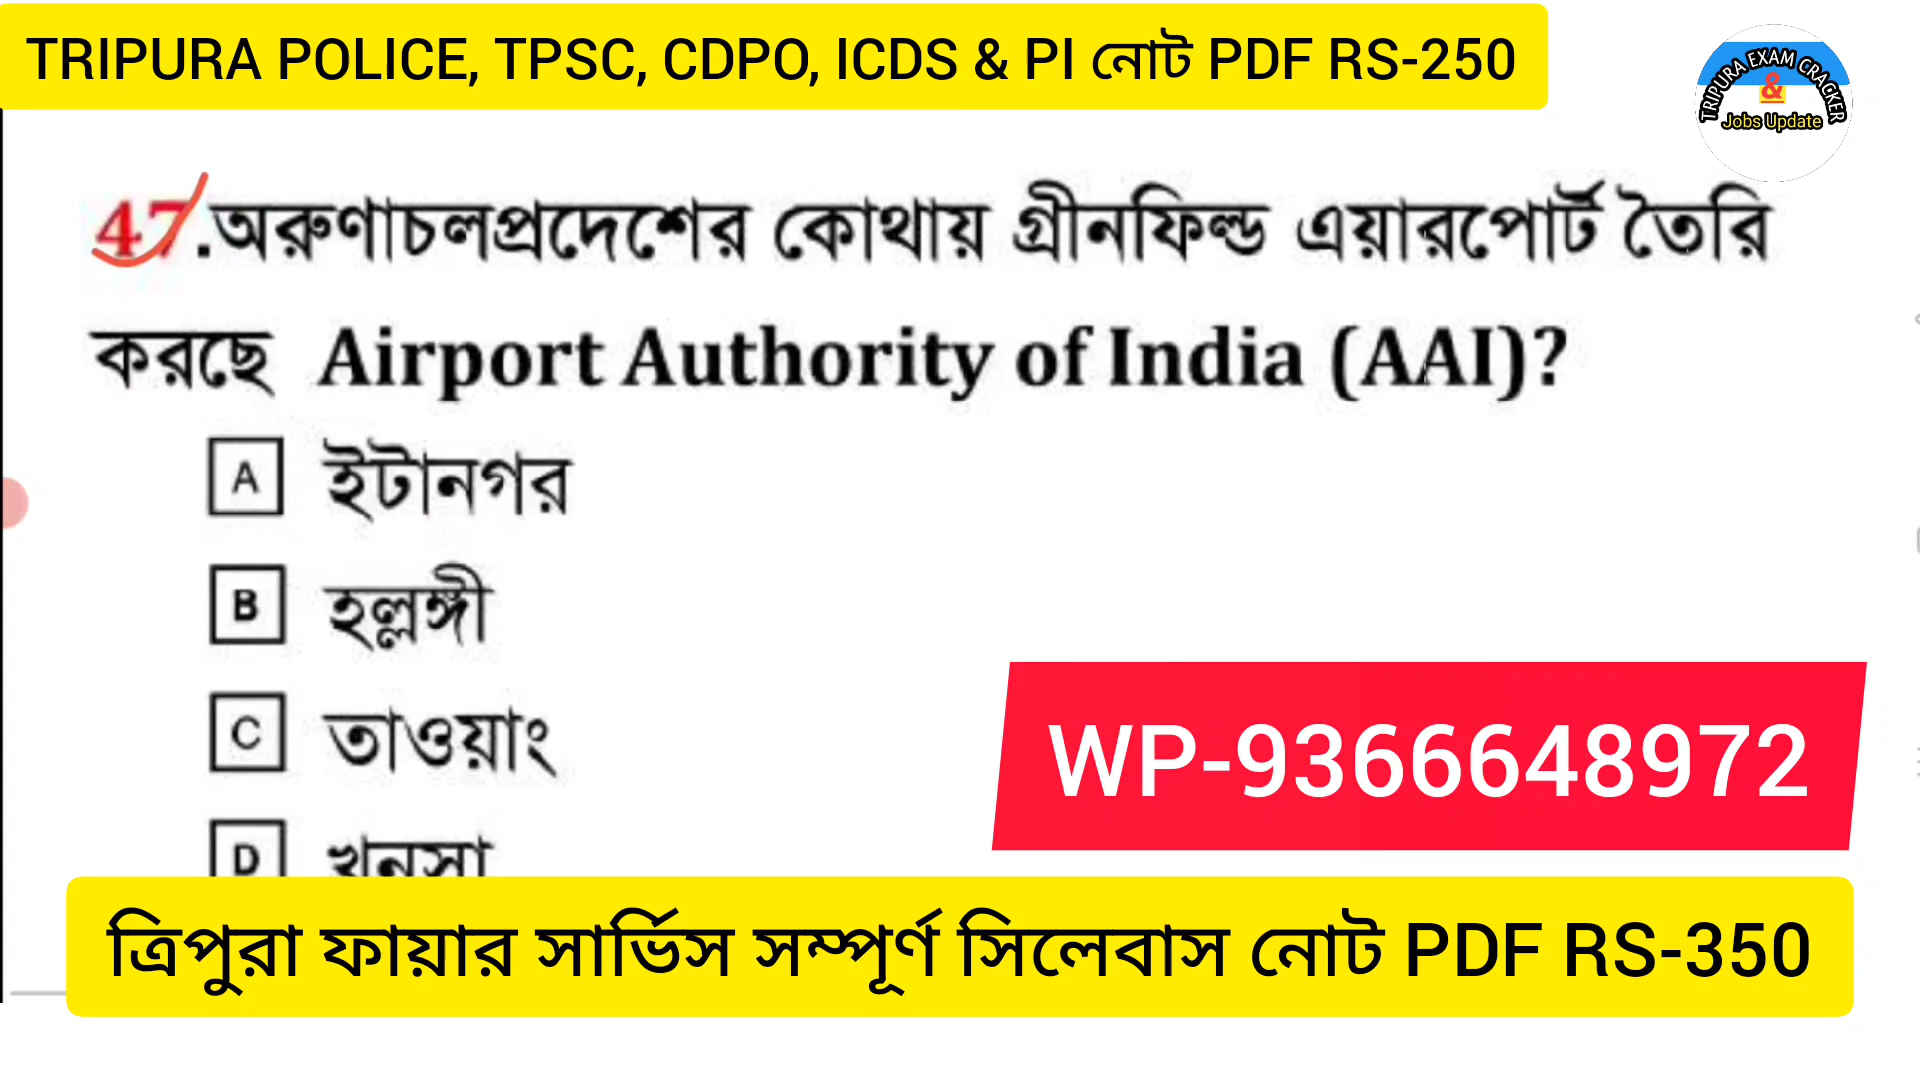 TRIPURA POLICE, TPSC, CDPO, ICDS & PI নোট PDF RS-250
TRIPURA EXAM CRACKER
&
Jobs Update
47.অরুণাচলপ্রদেশের কোথায় গ্রীনফিল্ড এয়ারপোর্ট তৈরি
করছে Airport Authority of India (AAI)?
A ইটানগর
B হল্লঙ্গী
C তাওয়াং
D খনসা
WP-9366648972
ত্রিপুরা ফায়ার সার্ভিস সম্পূর্ণ সিলেবাস নোট PDF RS-350